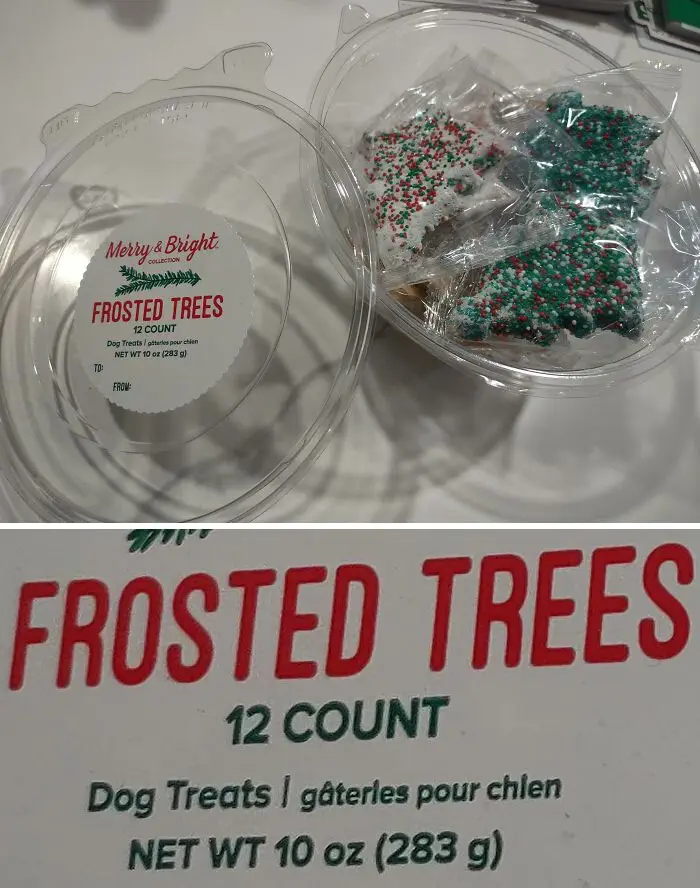 Merry & Bright
COLLECTION
FROSTED TREES
12 COUNT
Dog Treats | gâteries pour chien
NET WT 10 oz (283 g)
TO:
FROM:
FROSTED TREES
12 COUNT
Dog Treats | gâteries pour chien
NET WT 10 oz (283 g)